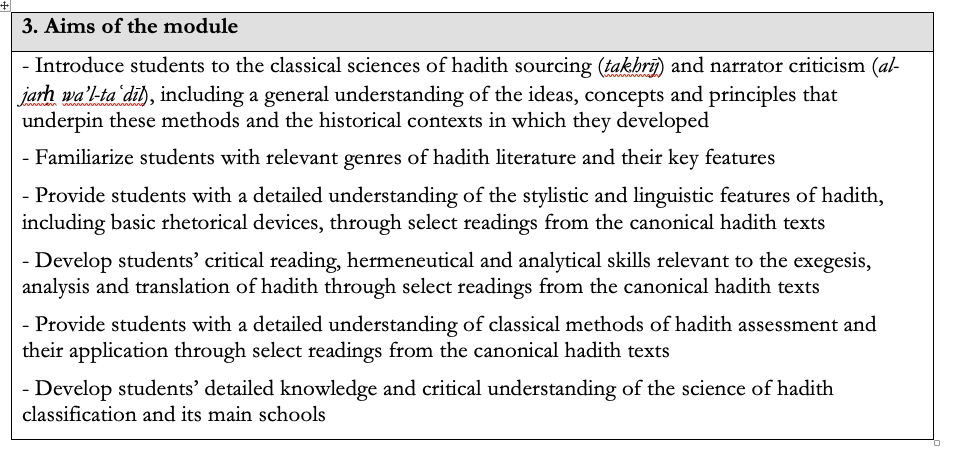 3. Aims of the module
- Introduce students to the classical sciences of hadith sourcing (takhrīj) and narrator criticism (al-
jarḥ wa’l-taʿdīl), including a general understanding of the ideas, concepts and principles that
underpin these methods and the historical contexts in which they developed
- Familiarize students with relevant genres of hadith literature and their key features
- Provide students with a detailed understanding of the stylistic and linguistic features of hadith,
including basic rhetorical devices, through select readings from the canonical hadith texts
- Develop students’ critical reading, hermeneutical and analytical skills relevant to the exegesis,
analysis and translation of hadith through select readings from the canonical hadith texts
- Provide students with a detailed understanding of classical methods of hadith assessment and
their application through select readings from the canonical hadith texts
- Develop students’ detailed knowledge and critical understanding of the science of hadith
classification and its main schools